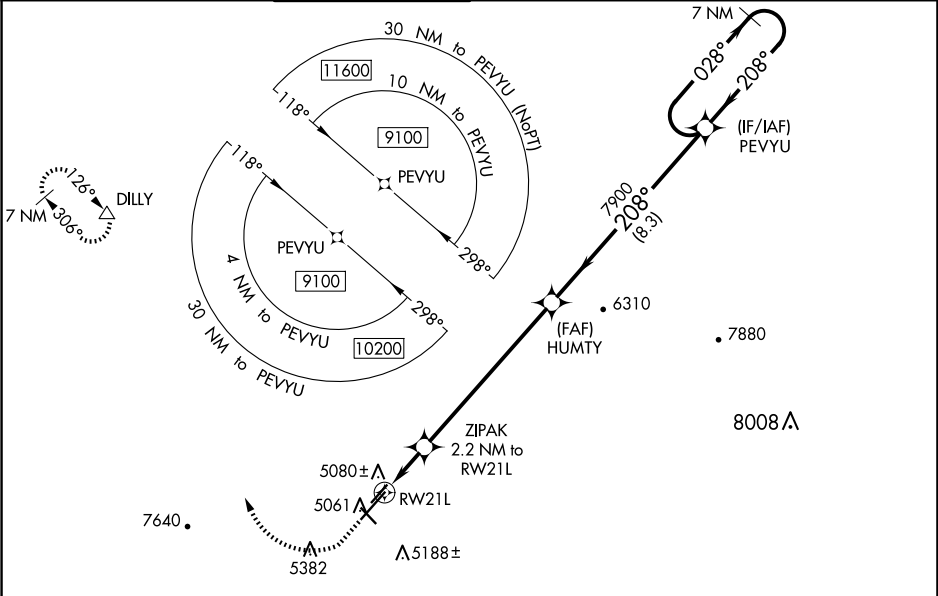 7 NM
028°
208°
(IF/IAF)
PEVYU
30 NM to PEVYU (NoPT)
11600
10 NM to PEVYU
118°
9100
PEVYU
298°
118°
PEVYU
9100
4 NM to PEVYU
298°
10200
30 NM to PEVYU
126°
DILLY
7 NM
306°
7900
208°
(8.3)
6310
(FAF)
HUMTY
7880
8008
ZIPAK
2.2 NM to
RW21L
5080±
RW21L
5061
7640
5188±
5382